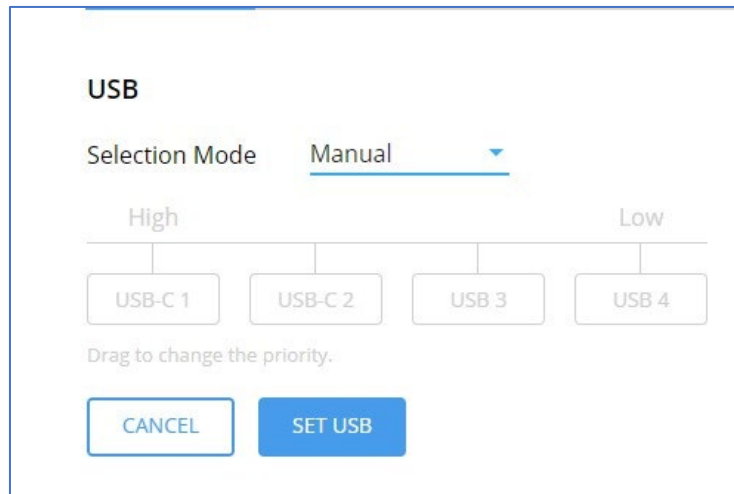 USB
Selection Mode Manual
High Low
USB-C 1 USB-C 2 USB 3 USB 4
Drag to change the priority.
CANCEL SET USB